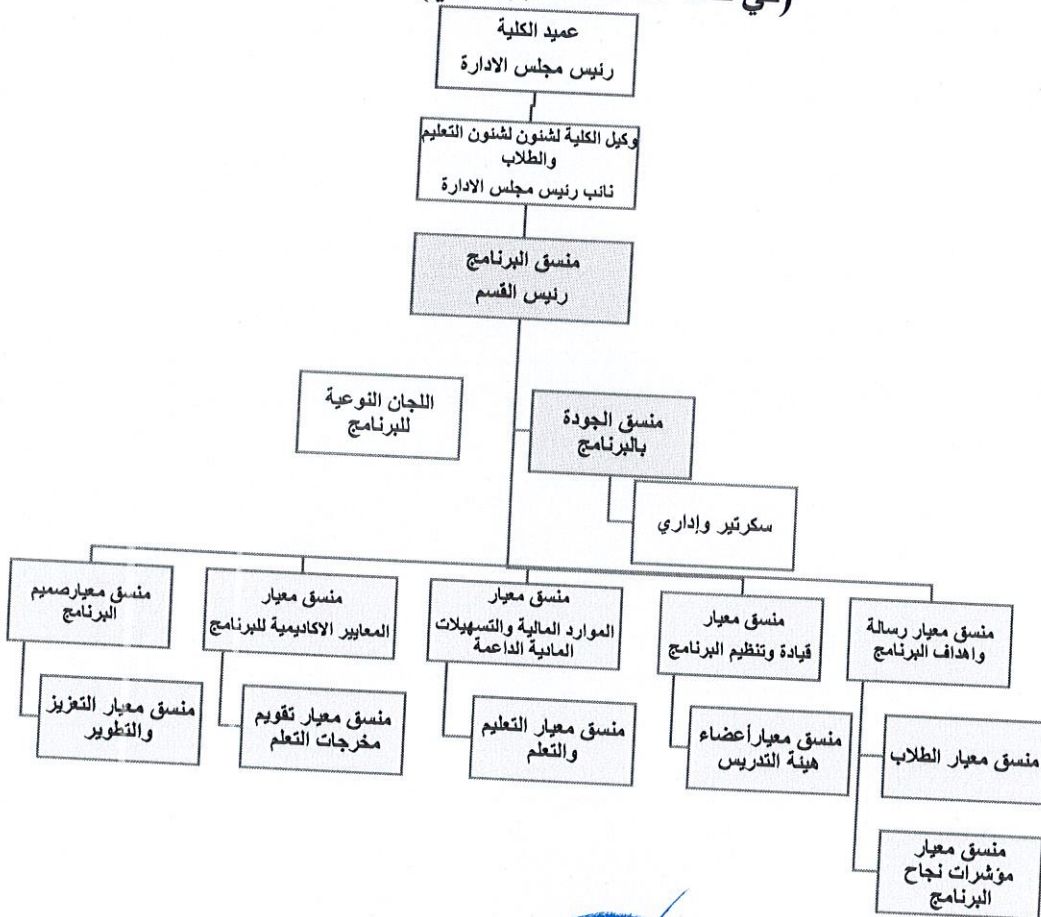 عميد الكلية
رئيس مجلس الادارة
وكيل الكلية لشئون لشئون التعليم
والطلاب
نائب رئيس مجلس الادارة
منسق البرنامج
رئيس القسم
اللجان النوعية
للبرنامج
منسق الجودة
بالبرنامج
سكرتير وإداري
منسق معيار رسالة
واهداف البرنامج
منسق معيار
قيادة وتنظيم البرنامج
منسق معيار
الموارد المالية والتسهيلات
المادية الداعمة
منسق معيار
المعايير الاكاديمية للبرنامج
منسق معيارصميم
البرنامج
منسق معيار الطلاب
منسق معيارأعضاء
هيئة التدريس
منسق معيار التعليم
والتعلم
منسق معيار تقويم
مخرجات التعلم
منسق معيار التعزيز
والتطوير
منسق معيار
مؤشرات نجاح
البرنامج